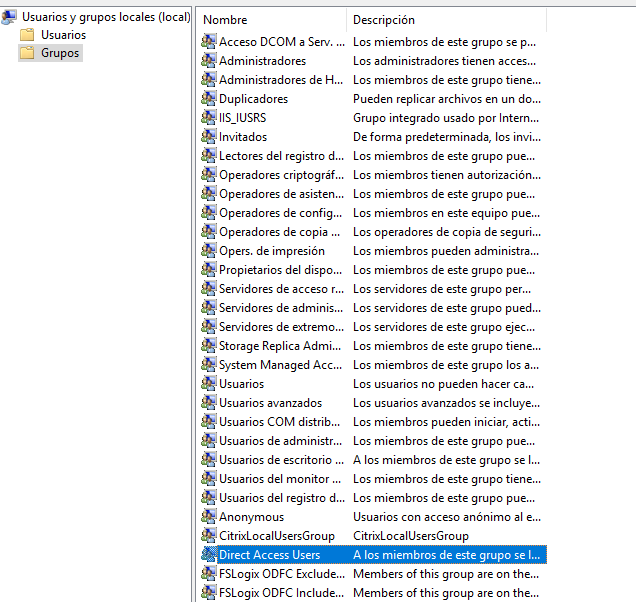 Usuarios y grupos locales (local)
Usuarios
Grupos
Nombre Descripción
Acceso DCOM a Serv. ... Los miembros de este grupo se p...
Administradores Los administradores tienen acces...
Administradores de H... Los miembros de este grupo tiene...
Duplicadores Pueden replicar archivos en un do...
IIS_IUSRS Grupo integrado usado por Intern...
Invitados De forma predeterminada, los invi...
Lectores del registro d... Los miembros de este grupo pue...
Operadores criptográf... Los miembros tienen autorización...
Operadores de asisten... Los miembros de este grupo pue...
Operadores de config... Los miembros en este equipo pue...
Operadores de copia ... Los operadores de copia de seguri...
Opers. de impresión Los miembros pueden administra...
Propietarios del dispo... Los miembros de este grupo pue...
Servidores de acceso r... Los servidores de este grupo per...
Servidores de adminis... Los servidores de este grupo pued...
Servidores de extremo... Los servidores de este grupo ejec...
Storage Replica Admi... Los miembros de este grupo tiene...
System Managed Acc... Los miembros de este grupo los a...
Usuarios Los usuarios no pueden hacer ca...
Usuarios avanzados Los usuarios avanzados se incluye...
Usuarios COM distrib... Los miembros pueden iniciar, acti...
Usuarios de administr... Los miembros de este grupo pue...
Usuarios de escritorio ... A los miembros de este grupo se l...
Usuarios del monitor ... Los miembros de este grupo tiene...
Usuarios del registro d... Los miembros de este grupo pue...
Anonymous Usuarios con acceso anónimo al e...
CitrixLocalUsersGroup CitrixLocalUsersGroup
Direct Access Users A los miembros de este grupo se l...
FSLogix ODFC Exclude... Members of this group are on the...
FSLogix ODFC Include... Members of this group are on the...